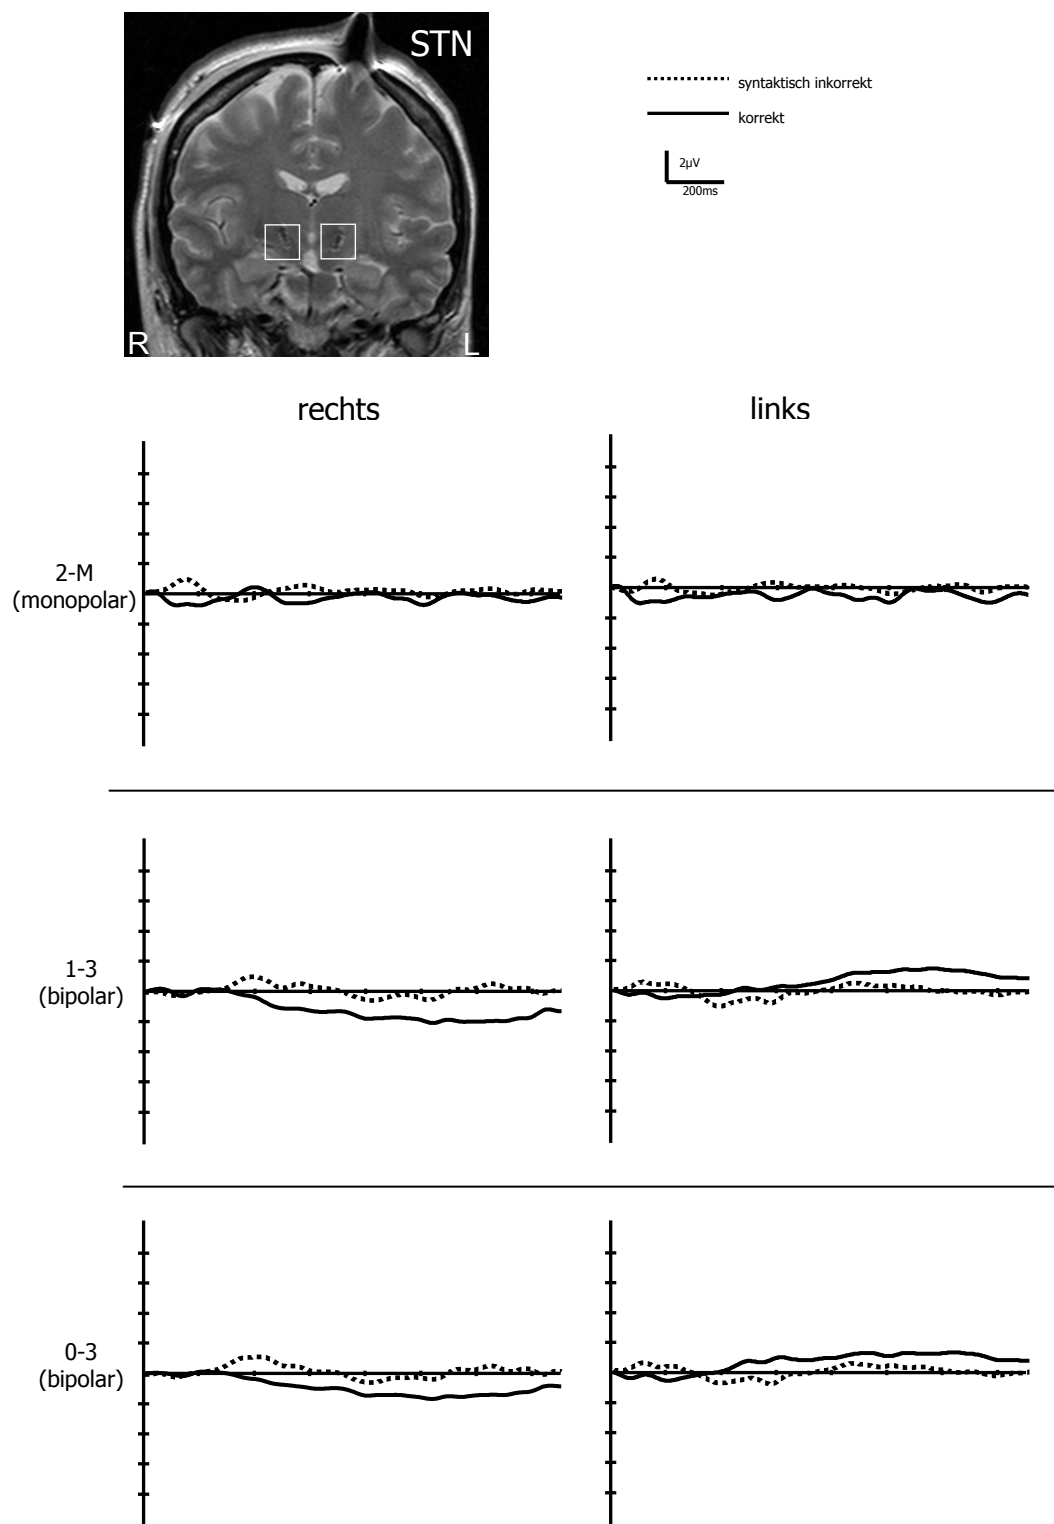 STN
syntaktisch inkorrekt
korrekt
2µV
200ms
R
L
rechts
links
2-M
(monopolar)
1-3
(bipolar)
0-3
(bipolar)